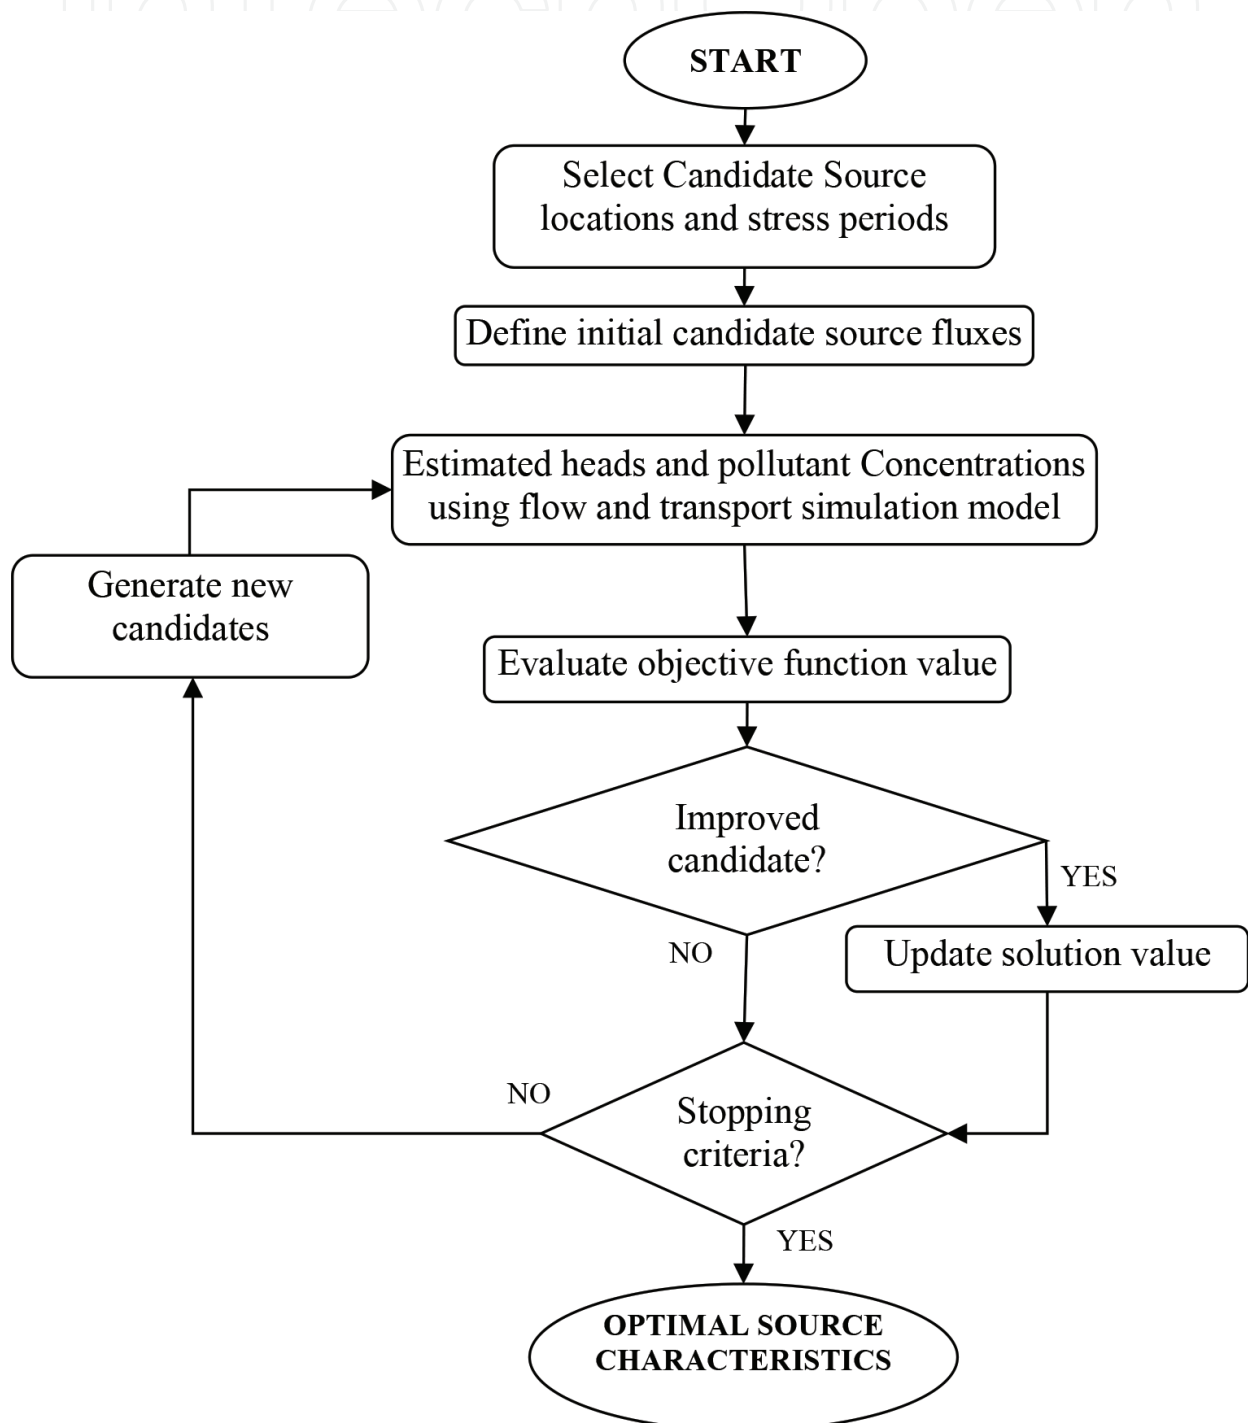 START
Select Candidate Source
locations and stress periods
Define initial candidate source fluxes
Estimated heads and pollutant Concentrations
using flow and transport simulation model
Generate new
candidates
Evaluate objective function value
Improved
candidate?
YES
NO
Update solution value
NO
Stopping
criteria?
YES
OPTIMAL SOURCE
CHARACTERISTICS